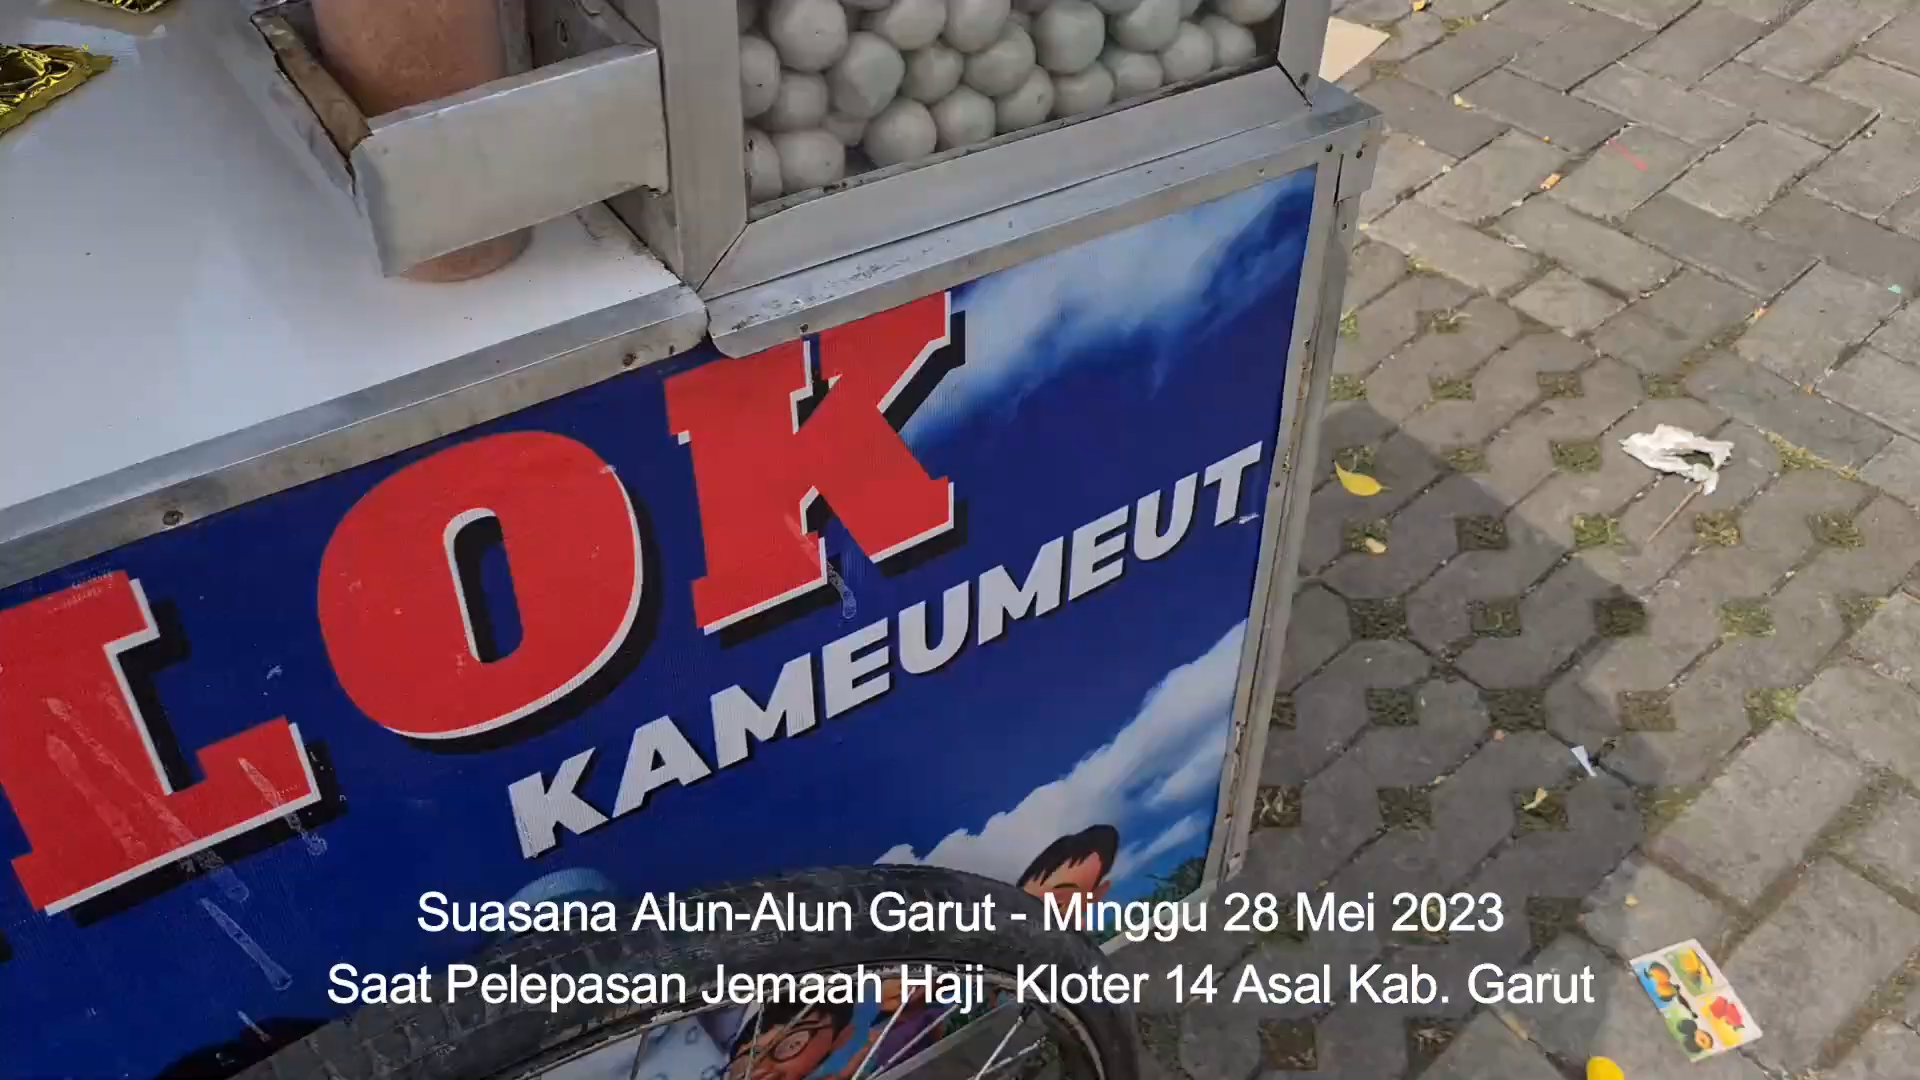 LOK
KAMEUMEUT
Suasana Alun-Alun Garut - Minggu 28 Mei 2023
Saat Pelepasan Jemaah Haji Kloter 14 Asal Kab. Garut